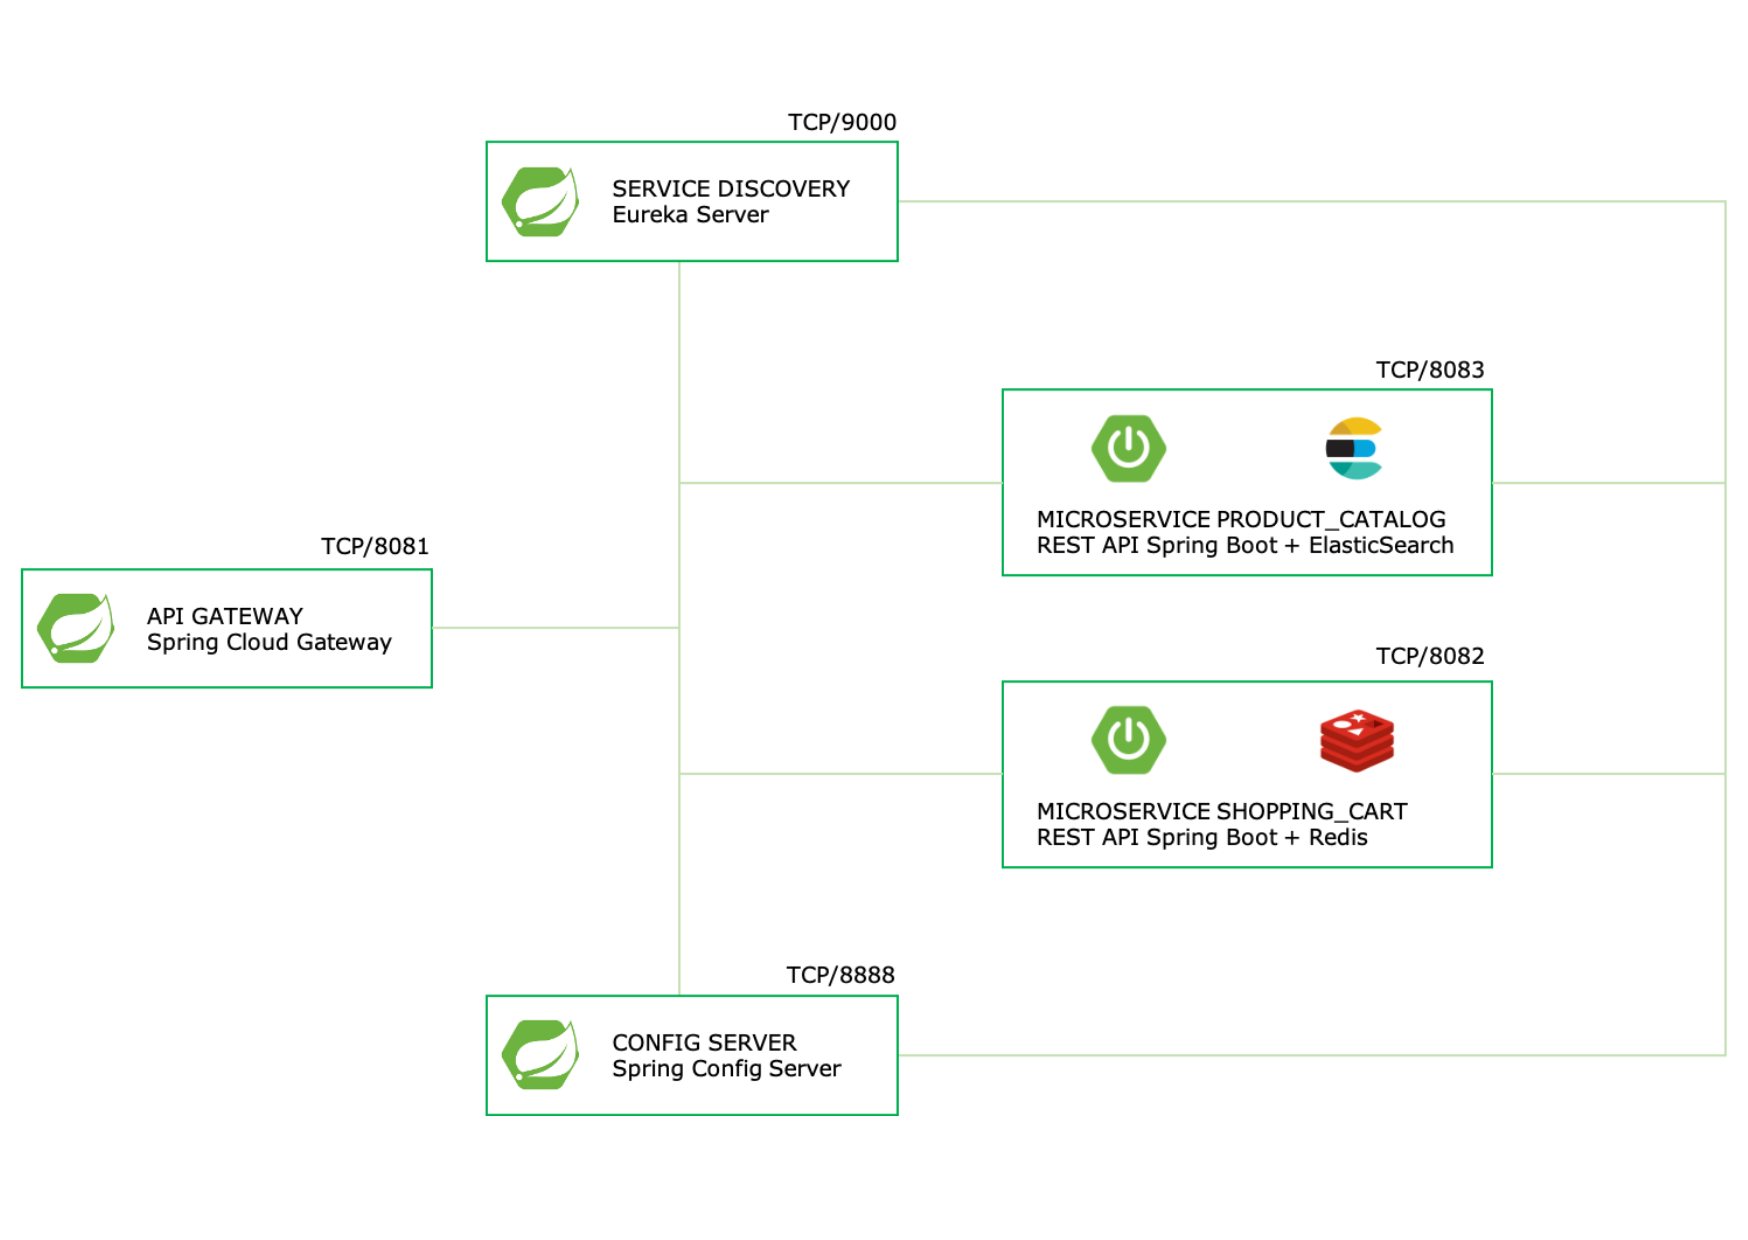 TCP/9000
SERVICE DISCOVERY
Eureka Server
TCP/8083
MICROSERVICE PRODUCT_CATALOG
REST API Spring Boot + ElasticSearch
TCP/8081
API GATEWAY
Spring Cloud Gateway
TCP/8082
MICROSERVICE SHOPPING_CART
REST API Spring Boot + Redis
TCP/8888
CONFIG SERVER
Spring Config Server